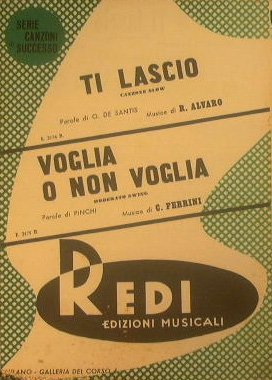 SERIE
CANZONI
DI
SUCCESSO
TI LASCIO
CANZONE SLOW
Parole di O. DE SANTIS Musica di R. ALVARO
VOGLIA
O NON VOGLIA
MODERATO SWING
Parole di PINCHI Musica di C. FERRINI
REDI
EDIZIONI MUSICALI
MILANO - GALLERIA DEL CORSO